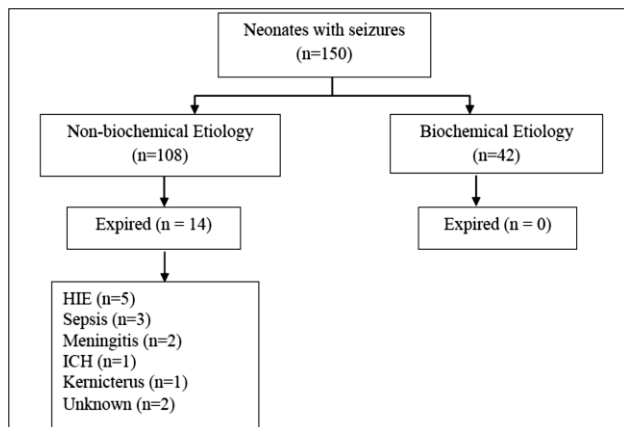 Neonates with seizures
(n=150)
Non-biochemical Etiology
(n=108)
Biochemical Etiology
(n=42)
Expired (n = 14)
Expired (n = 0)
HIE (n=5)
Sepsis (n=3)
Meningitis (n=2)
ICH (n=1)
Kernicterus (n=1)
Unknown (n=2)